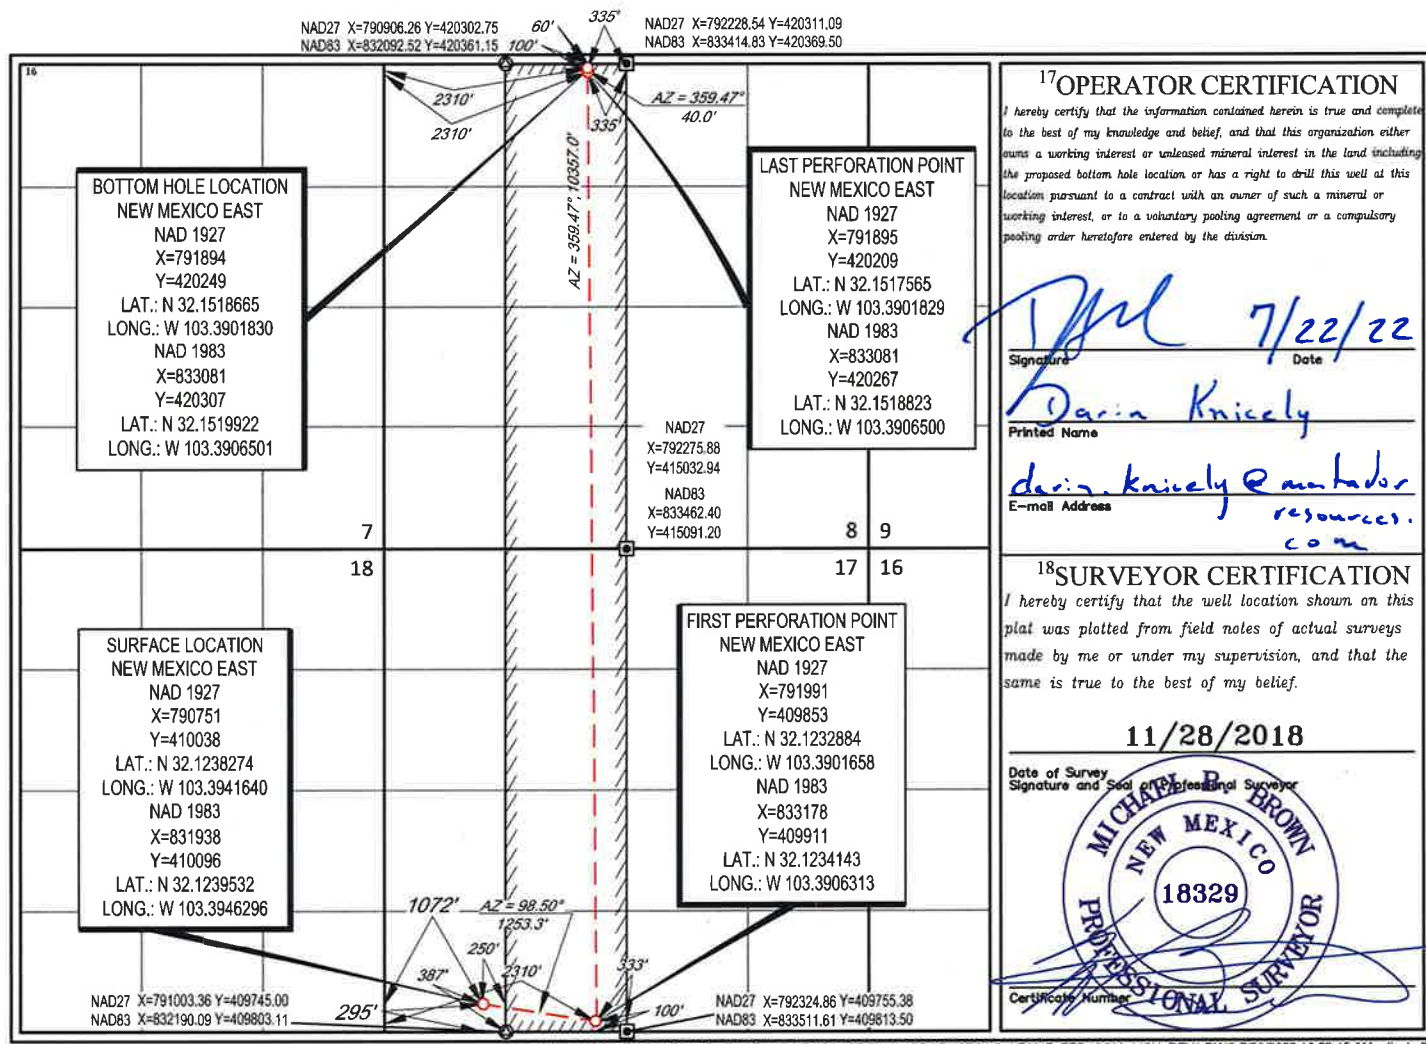 NAD27 X=790906.26 Y=420302.75
NAD83 X=832092.52 Y=420361.15
100'
60'
335'
NAD27 X=792228.54 Y=420311.09
NAD83 X=833414.83 Y=420369.50
16
2310'
2310'
335'
AZ = 359.47°
40.0'
AZ = 359.47°, 10357.0'
BOTTOM HOLE LOCATION
NEW MEXICO EAST
NAD 1927
X=791894
Y=420249
LAT.: N 32.1518665
LONG.: W 103.3901830
NAD 1983
X=833081
Y=420307
LAT.: N 32.1519922
LONG.: W 103.3906501
LAST PERFORATION POINT
NEW MEXICO EAST
NAD 1927
X=791895
Y=420209
LAT.: N 32.1517565
LONG.: W 103.3901829
NAD 1983
X=833081
Y=420267
LAT.: N 32.1518823
LONG.: W 103.3906500
NAD27
X=792275.88
Y=415032.94
NAD83
X=833462.40
Y=415091.20
7
8 9
18
17 16
SURFACE LOCATION
NEW MEXICO EAST
NAD 1927
X=790751
Y=410038
LAT.: N 32.1238274
LONG.: W 103.3941640
NAD 1983
X=831938
Y=410096
LAT.: N 32.1239532
LONG.: W 103.3946296
FIRST PERFORATION POINT
NEW MEXICO EAST
NAD 1927
X=791991
Y=409853
LAT.: N 32.1232884
LONG.: W 103.3901658
NAD 1983
X=833178
Y=409911
LAT.: N 32.1234143
LONG.: W 103.3906313
1072'
AZ = 98.50°
1253.3'
250'
387'
2310'
333'
295'
100'
NAD27 X=791003.36 Y=409745.00
NAD83 X=832190.09 Y=409803.11
NAD27 X=792324.86 Y=409755.38
NAD83 X=833511.61 Y=409813.50
17OPERATOR CERTIFICATION
I hereby certify that the information contained herein is true and complete
to the best of my knowledge and belief, and that this organization either
owns a working interest or unleased mineral interest in the land including
the proposed bottom hole location or has a right to drill this well at this
location pursuant to a contract with an owner of such a mineral or
working interest, or to a voluntary pooling agreement or a compulsory
pooling order heretofore entered by the division.
7/22/22
Signature Date
Darin Knicely
Printed Name
darin.knicely@matador
resources.
com
E-mail Address
18SURVEYOR CERTIFICATION
I hereby certify that the well location shown on this
plat was plotted from field notes of actual surveys
made by me or under my supervision, and that the
same is true to the best of my belief.
11/28/2018
Date of Survey
Signature and Seal of Professional Surveyor
MICHAEL B. BROWN
NEW MEXICO
18329
PROFESSIONAL SURVEYOR
Certificate Number